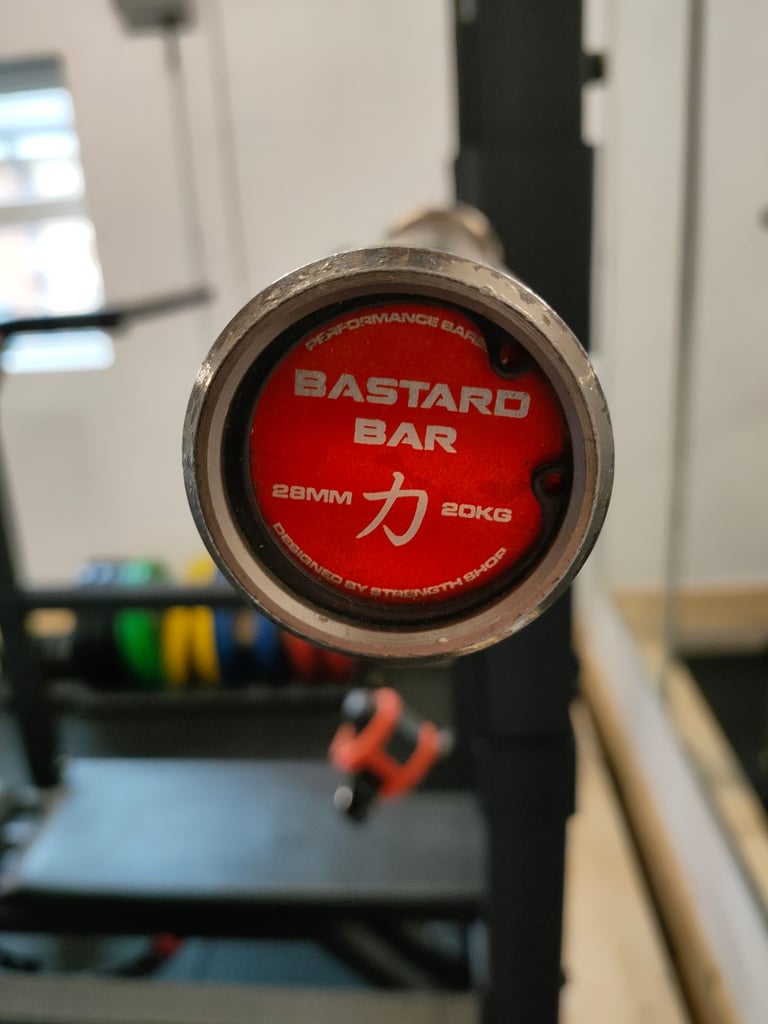 PERFORMANCE BARS
BASTARD
BAR
28MM 力 20KG
DESIGNED BY STRENGTH SHOP